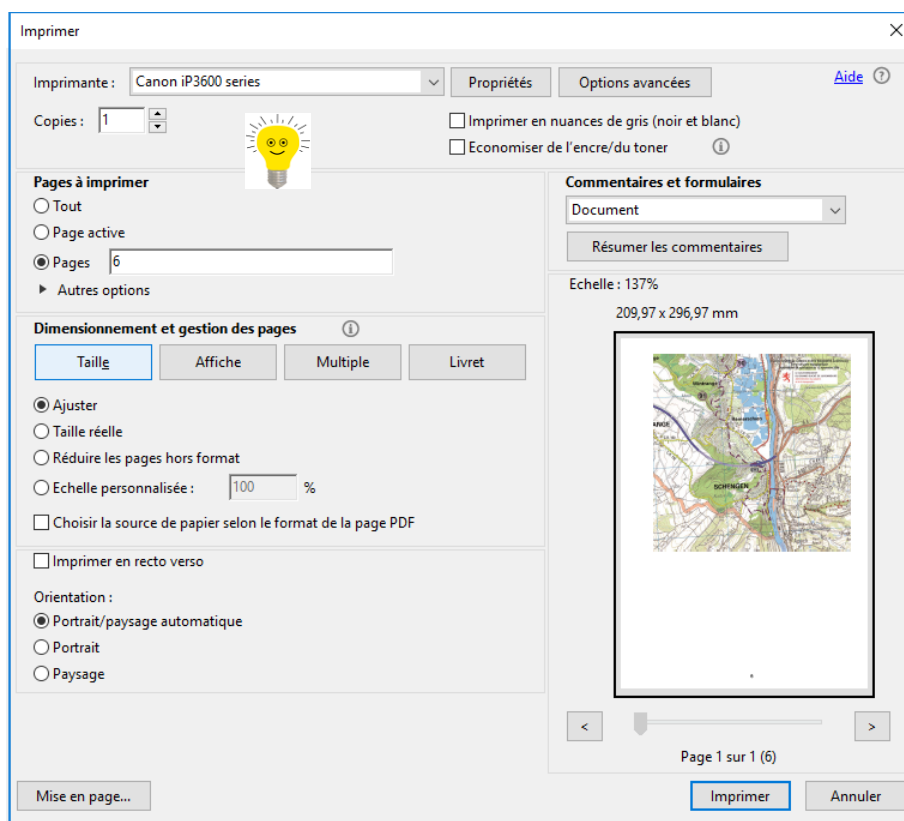 Imprimer
Imprimante : Canon iP3600 series Propriétés Options avancées Aide
Copies : 1
Imprimer en nuances de gris (noir et blanc)
Economiser de l'encre/du toner
Pages à imprimer
Tout
Page active
Pages 6
Autres options
Commentaires et formulaires
Document
Résumer les commentaires
Dimensionnement et gestion des pages
Taille Affiche Multiple Livret
Ajuster
Taille réelle
Réduire les pages hors format
Echelle personnalisée : 100 %
Choisir la source de papier selon le format de la page PDF
Imprimer en recto verso
Orientation :
Portrait/paysage automatique
Portrait
Paysage
Echelle : 137%
209,97 x 296,97 mm
SCHENGEN
< >
Page 1 sur 1 (6)
Mise en page... Imprimer Annuler